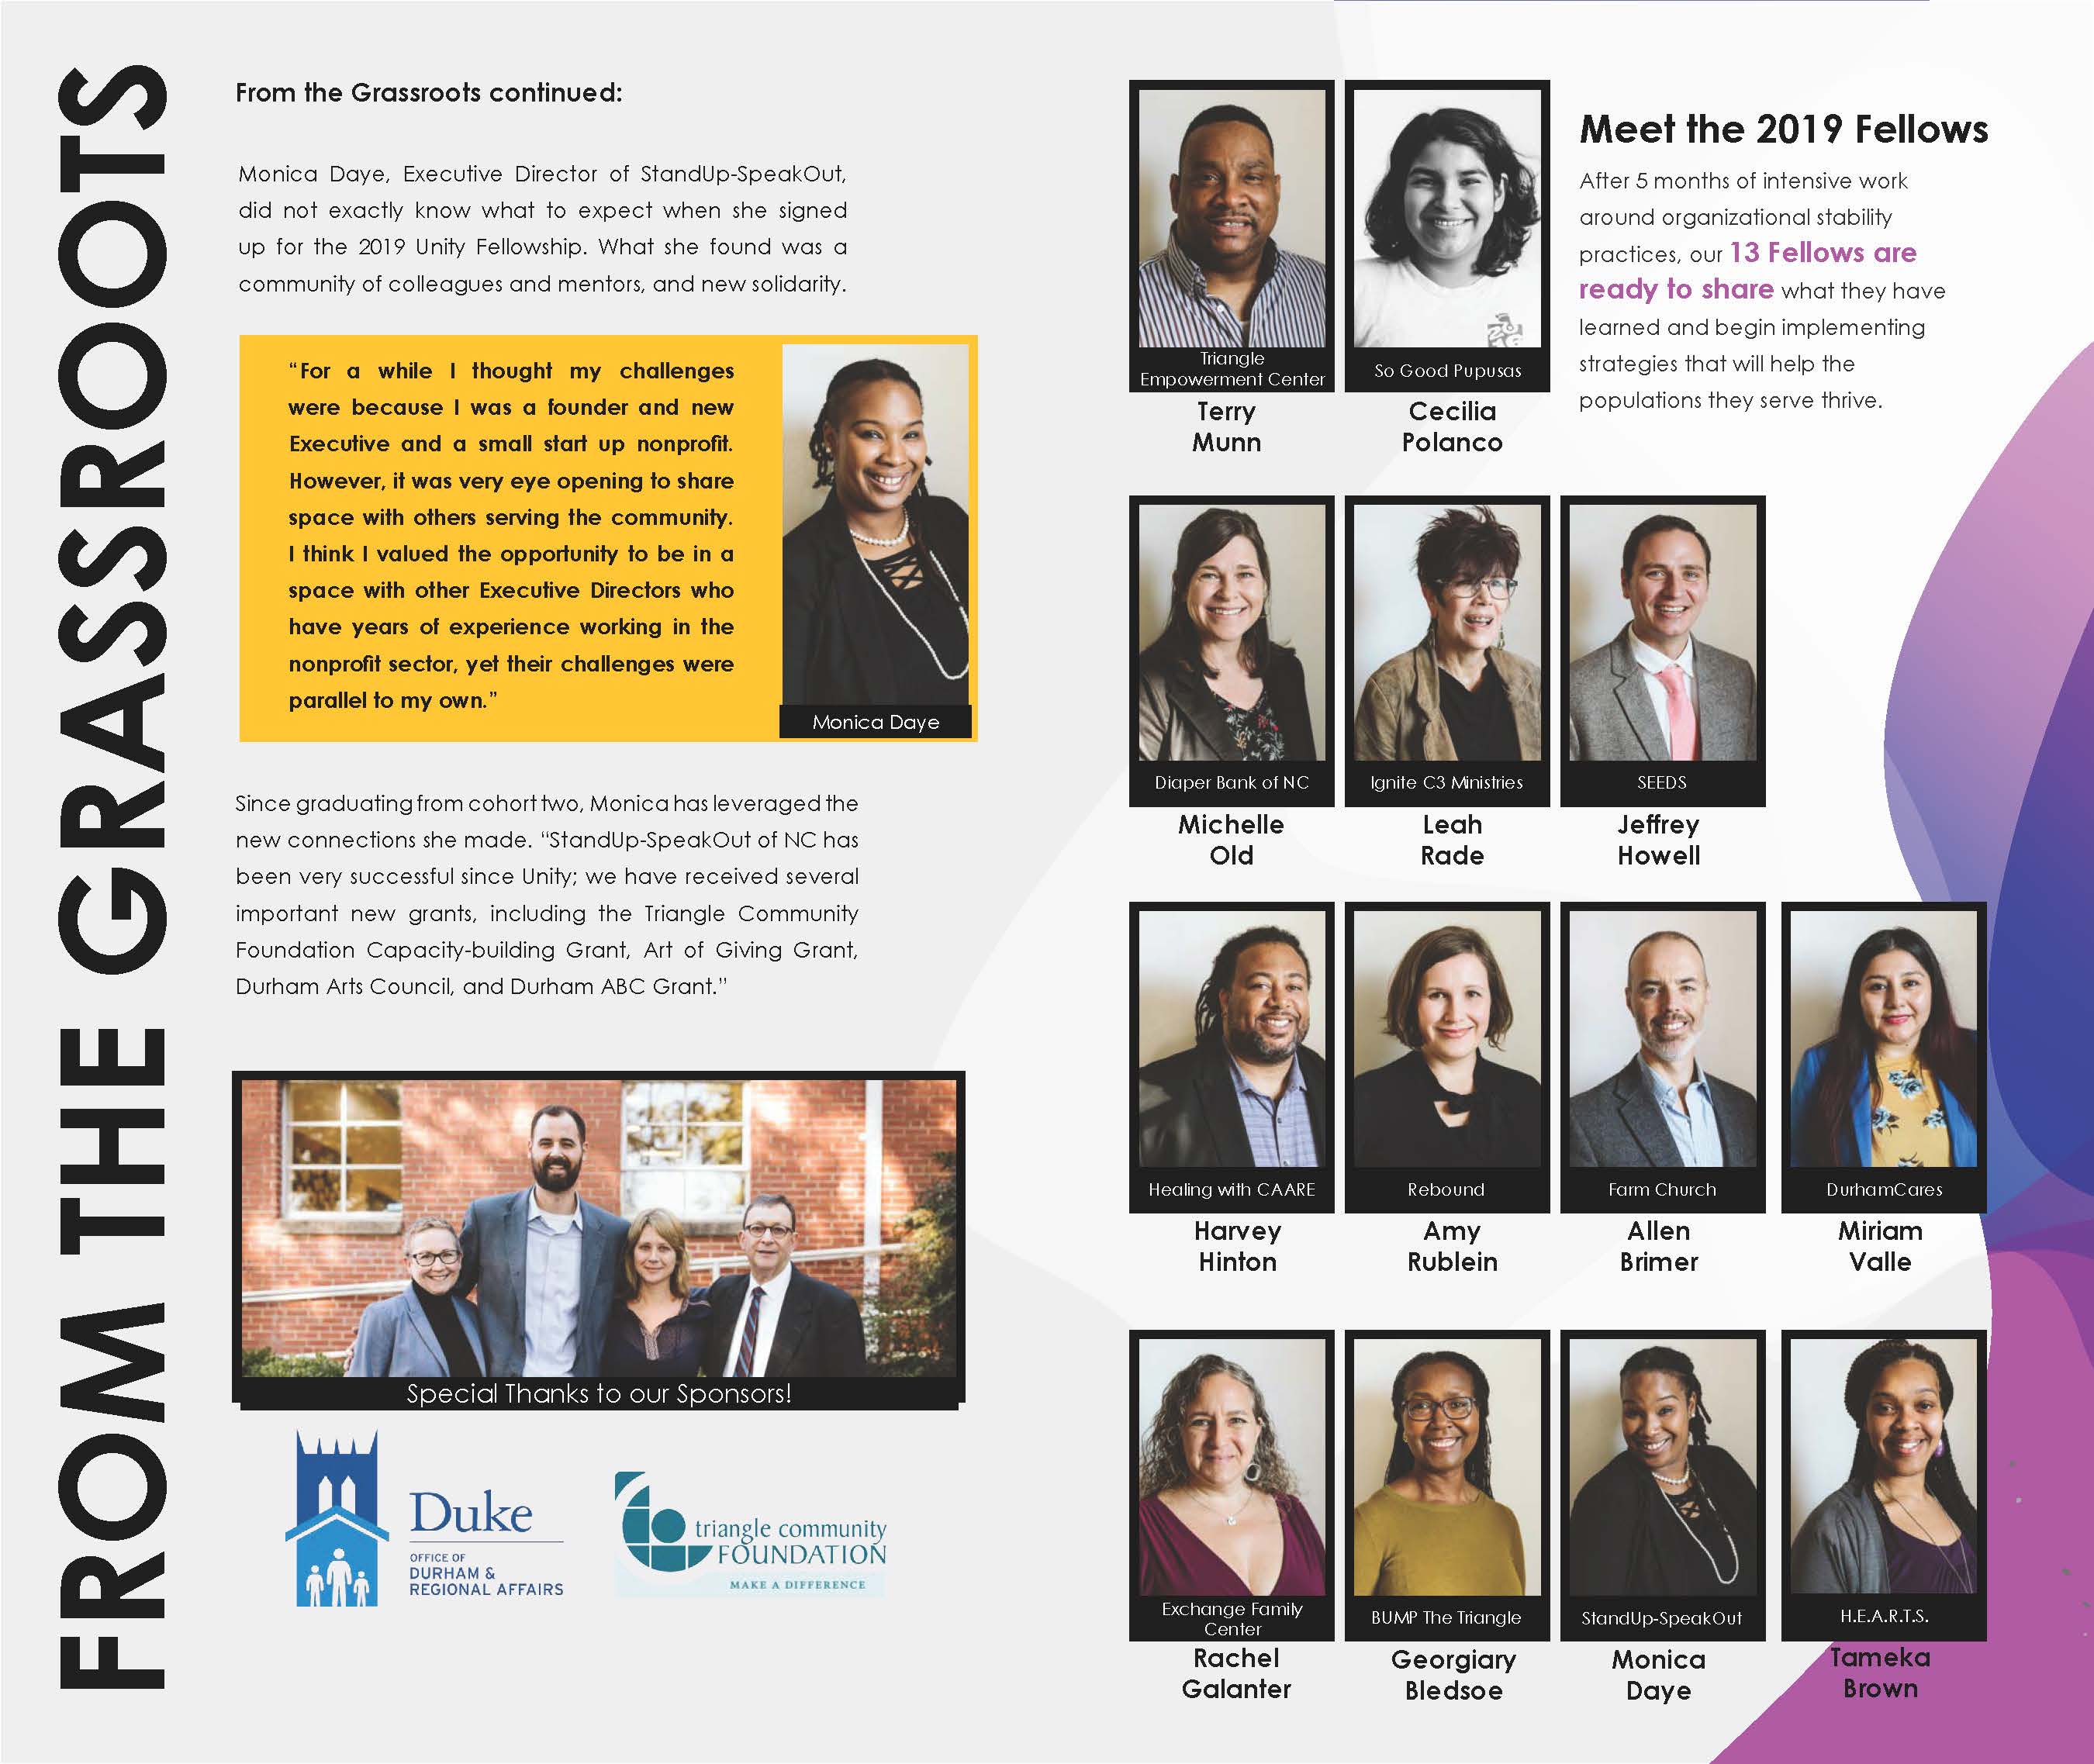 FROM THE GRASSROOTS
From the Grassroots continued:
Monica Daye, Executive Director of StandUp-SpeakOut,
did not exactly know what to expect when she signed
up for the 2019 Unity Fellowship. What she found was a
community of colleagues and mentors, and new solidarity.
“For a while I thought my challenges
were because I was a founder and new
Executive and a small start up nonprofit.
However, it was very eye opening to share
space with others serving the community.
I think I valued the opportunity to be in a
space with other Executive Directors who
have years of experience working in the
nonprofit sector, yet their challenges were
parallel to my own.”
Monica Daye
Since graduating from cohort two, Monica has leveraged the
new connections she made. “StandUp-SpeakOut of NC has
been very successful since Unity; we have received several
important new grants, including the Triangle Community
Foundation Capacity-building Grant, Art of Giving Grant,
Durham Arts Council, and Durham ABC Grant.”
Special Thanks to our Sponsors!
Duke
OFFICE OF
DURHAM &
REGIONAL AFFAIRS
triangle community
FOUNDATION
MAKE A DIFFERENCE
Meet the 2019 Fellows
After 5 months of intensive work
around organizational stability
practices, our 13 Fellows are
ready to share what they have
learned and begin implementing
strategies that will help the
populations they serve thrive.
Triangle
Empowerment Center
Terry
Munn
So Good Pupusas
Cecilia
Polanco
Diaper Bank of NC
Michelle
Old
Ignite C3 Ministries
Leah
Rade
SEEDS
Jeffrey
Howell
Healing with CAARE
Harvey
Hinton
Rebound
Amy
Rublein
Farm Church
Allen
Brimer
DurhamCares
Miriam
Valle
Exchange Family
Center
Rachel
Galanter
BUMP The Triangle
Georgiary
Bledsoe
StandUp-SpeakOut
Monica
Daye
H.E.A.R.T.S.
Tameka
Brown